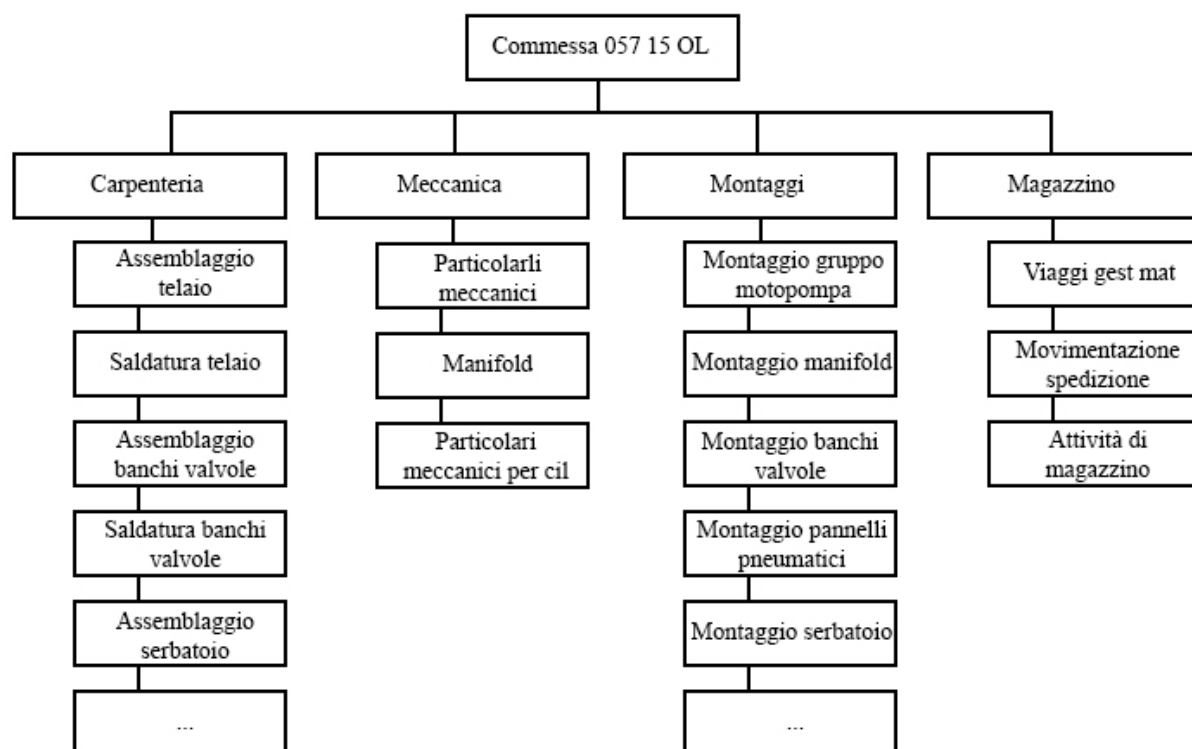 Commessa 057 15 OL
Carpenteria
Meccanica
Montaggi
Magazzino
Assemblaggio
telaio
Saldatura telaio
Assemblaggio
banchi valvole
Saldatura banchi
valvole
Assemblaggio
serbatoio
...
Particolarli
meccanici
Manifold
Particolari
meccanici per cil
Montaggio gruppo
motopompa
Montaggio manifold
Montaggio banchi
valvole
Montaggio pannelli
pneumatici
Montaggio serbatoio
...
Viaggi gest mat
Movimentazione
spedizione
Attività di
magazzino